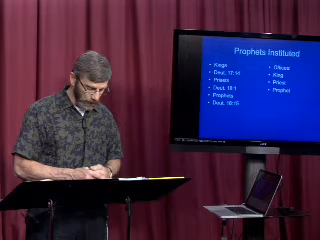 Prophets Instituted
• Kings
• Deut. 17:14
• Priests
• Deut. 18:1
• Prophets
• Deut. 18:15
• Offices
• King
• Priest
• Prophet